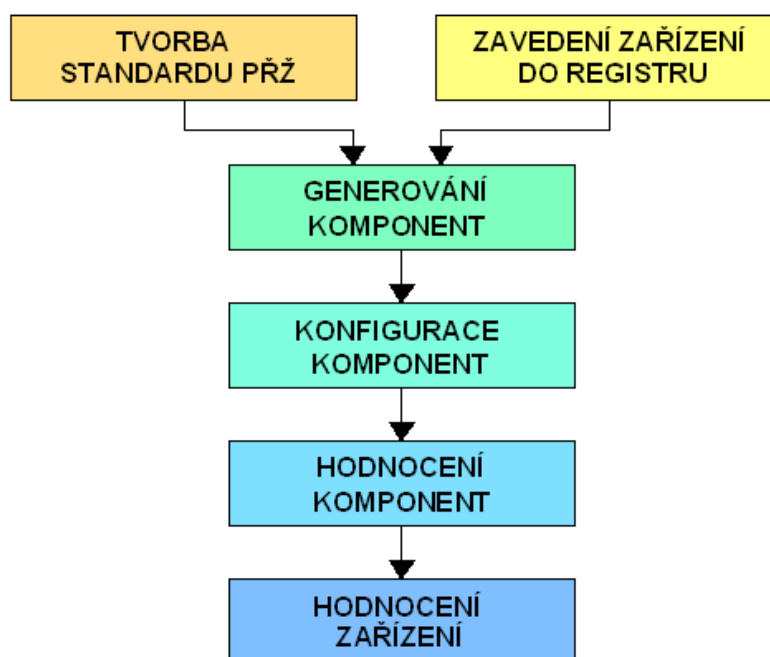 TVORBA
STANDARDU PŘŽ
ZAVEDENÍ ZAŘÍZENÍ
DO REGISTRU
GENEROVÁNÍ
KOMPONENT
KONFIGURACE
KOMPONENT
HODNOCENÍ
KOMPONENT
HODNOCENÍ
ZAŘÍZENÍ